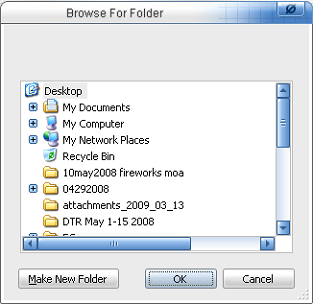 Browse For Folder
Desktop
My Documents
My Computer
My Network Places
Recycle Bin
10may2008 fireworks moa
04292008
attachments_2009_03_13
DTR May 1-15 2008
Make New Folder
OK
Cancel